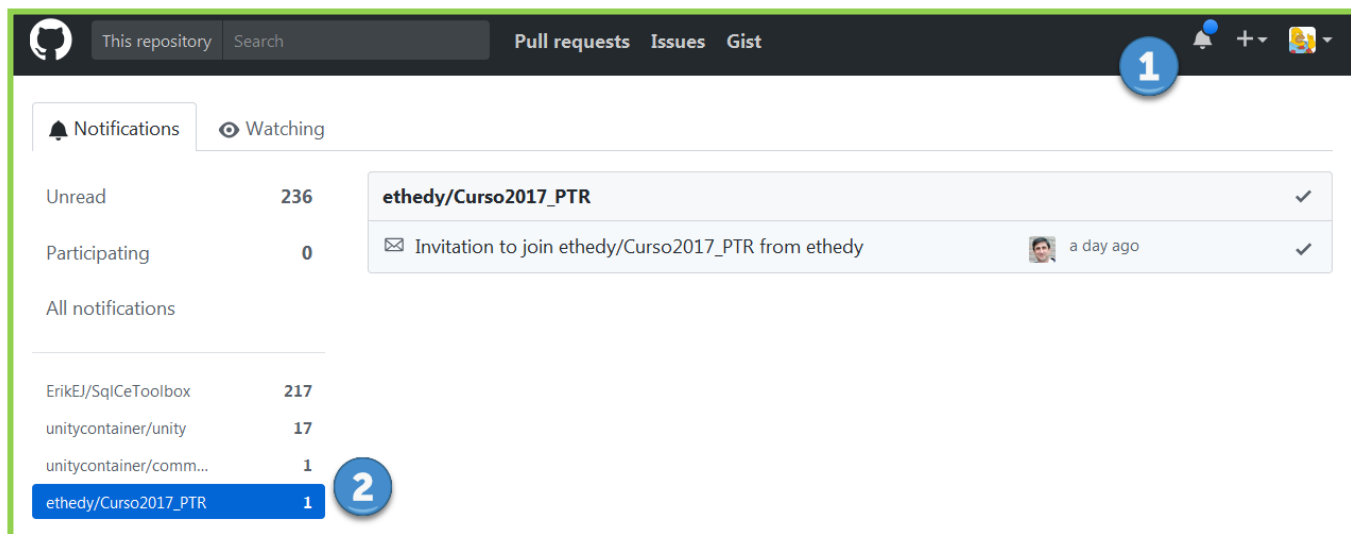 This repository Search Pull requests Issues Gist
1
Notifications Watching
Unread 236
Participating 0
All notifications
ErikEJ/SqlCeToolbox 217
unitycontainer/unity 17
unitycontainer/comm... 1
ethedy/Curso2017_PTR 1
2
ethedy/Curso2017_PTR
Invitation to join ethedy/Curso2017_PTR from ethedy a day ago